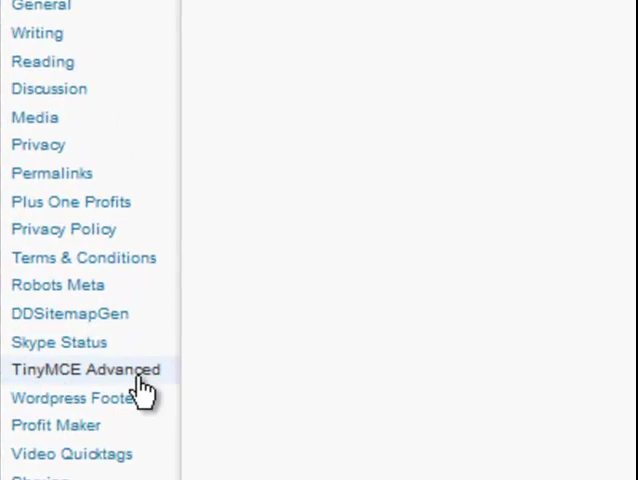 General
Writing
Reading
Discussion
Media
Privacy
Permalinks
Plus One Profits
Privacy Policy
Terms & Conditions
Robots Meta
DDSitemapGen
Skype Status
TinyMCE Advanced
Wordpress Foote
Profit Maker
Video Quicktags